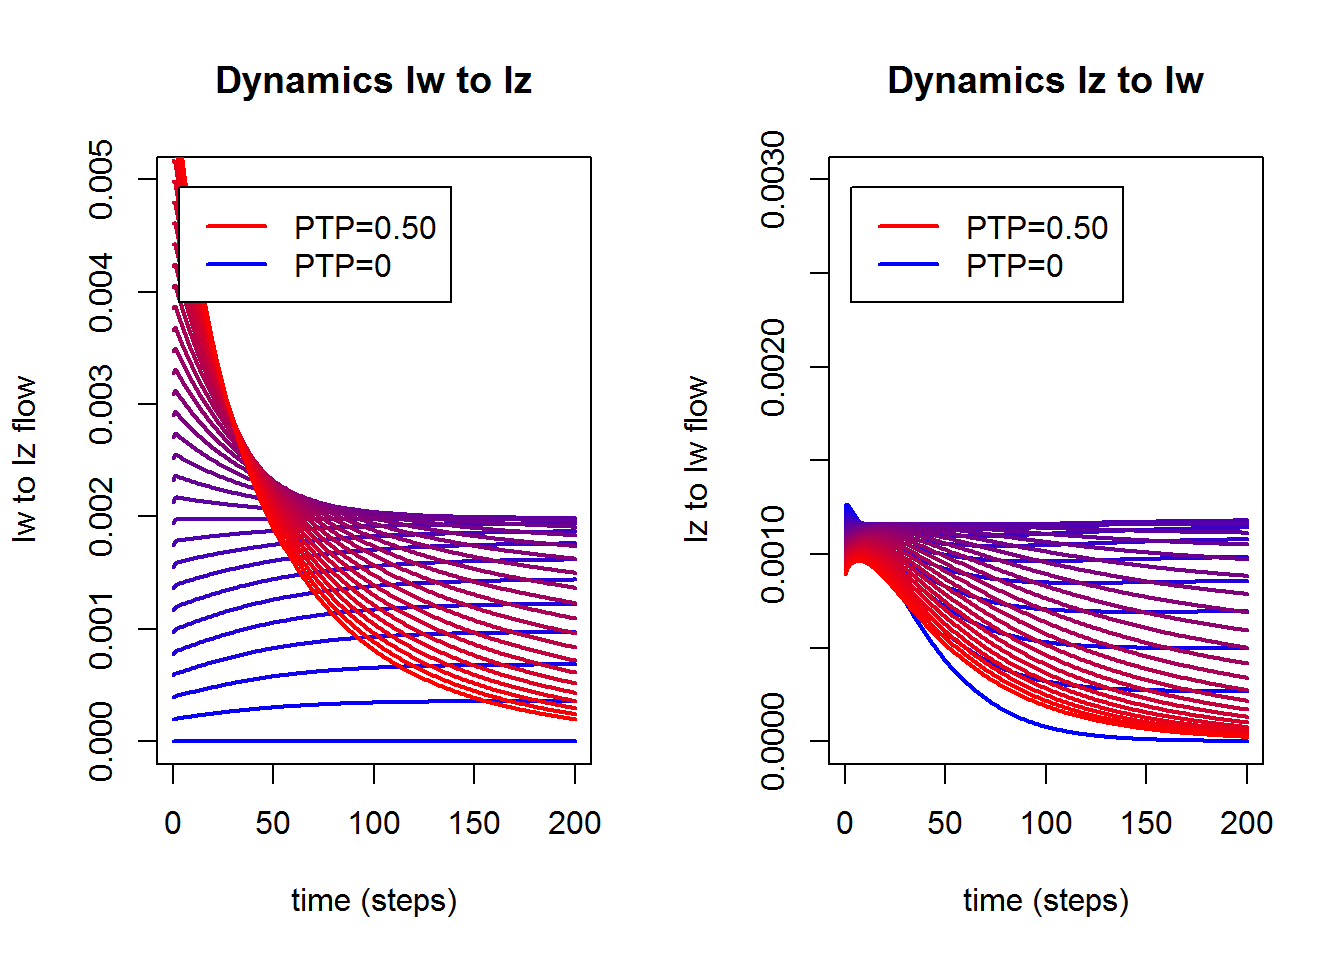 Dynamics Iw to Iz
Iw to Iz flow
0.005
0.004
0.003
0.002
0.001
0.000
PTP=0.50
PTP=0
0 50 100 150 200
time (steps)
Dynamics Iz to Iw
Iz to Iw flow
0.0030
0.0020
0.0010
0.0000
PTP=0.50
PTP=0
0 50 100 150 200
time (steps)